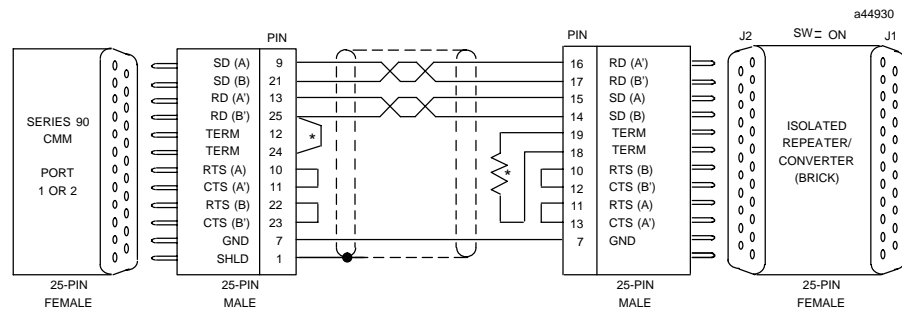 a44930
PIN
PIN
J2
SW = ON
J1
SERIES 90
CMM
PORT
1 OR 2
SD (A) 9
SD (B) 21
RD (A') 13
RD (B') 25
TERM 12
TERM 24
RTS (A) 10
CTS (A') 11
RTS (B) 22
CTS (B') 23
GND 7
SHLD 1
*
*
16 RD (A')
17 RD (B')
15 SD (A)
14 SD (B)
19 TERM
18 TERM
10 RTS (B)
12 CTS (B')
11 RTS (A)
13 CTS (A')
7 GND
ISOLATED
REPEATER/
CONVERTER
(BRICK)
25-PIN
FEMALE
25-PIN
MALE
25-PIN
MALE
25-PIN
FEMALE